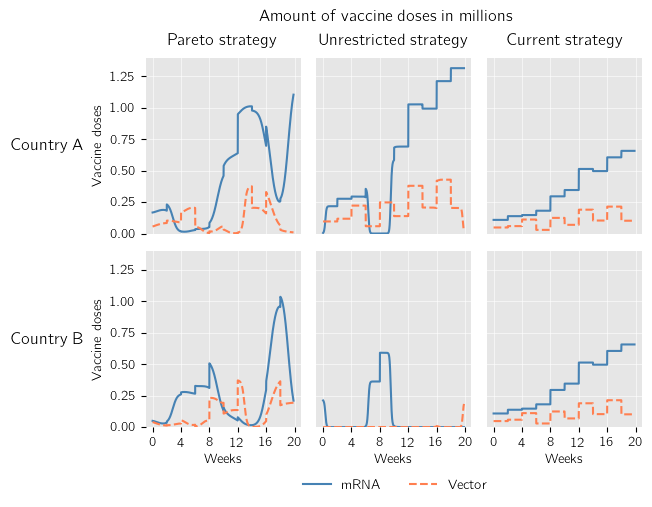 Amount of vaccine doses in millions
Pareto strategy Unrestricted strategy Current strategy
Country A
Vaccine doses
1.25
1.00
0.75
0.50
0.25
0.00
Country B
Vaccine doses
1.25
1.00
0.75
0.50
0.25
0.00
0 4 8 12 16 20 0 4 8 12 16 20 0 4 8 12 16 20
Weeks Weeks Weeks
mRNA Vector